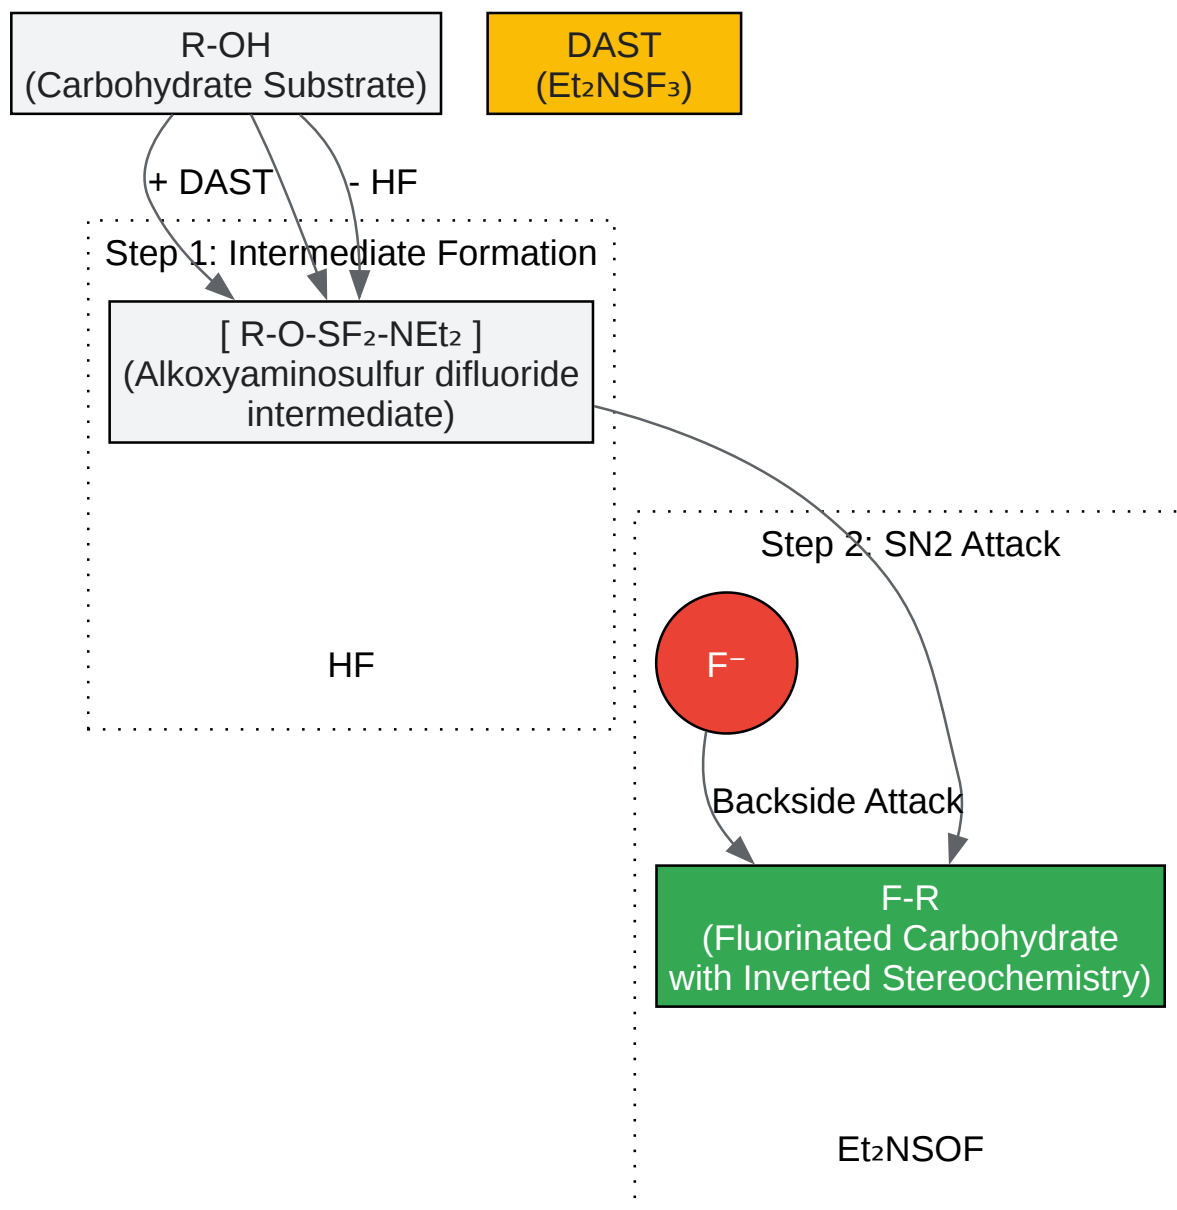 R-OH
(Carbohydrate Substrate)
DAST
(Et₂NSF₃)
+ DAST
- HF
Step 1: Intermediate Formation
[ R-O-SF₂-NEt₂ ]
(Alkoxyaminosulfur difluoride
intermediate)
Step 2: SN2 Attack
HF
F⁻
Backside Attack
F-R
(Fluorinated Carbohydrate
with Inverted Stereochemistry)
Et₂NSOF